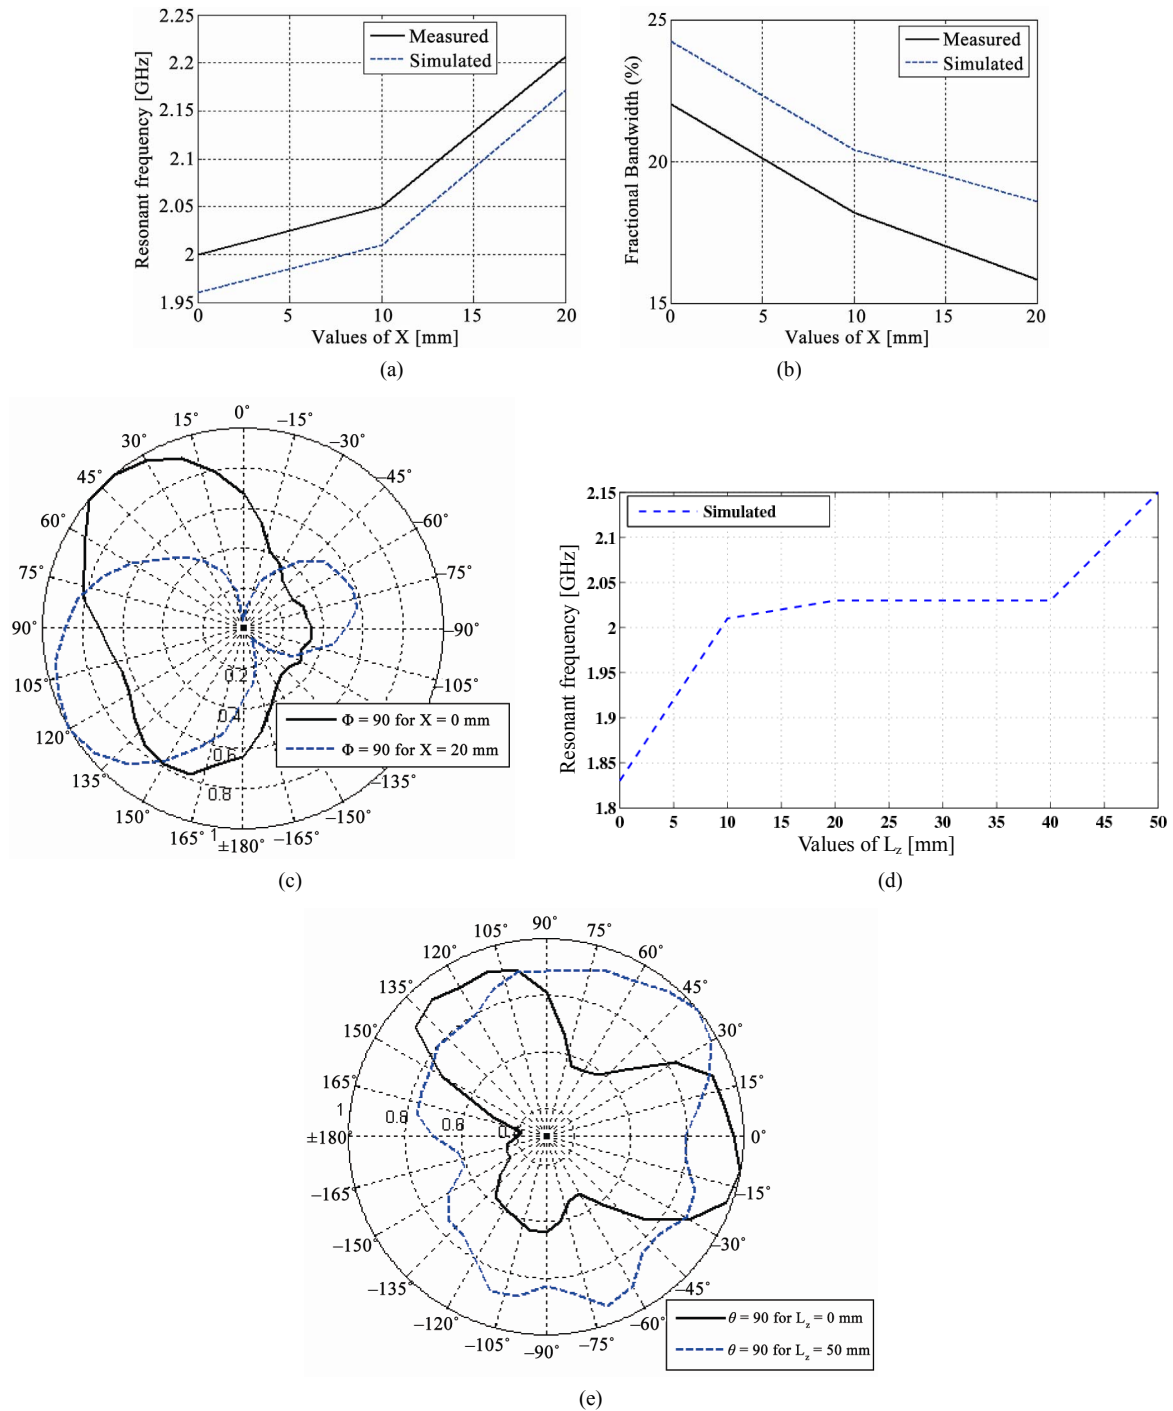 2.25
2.2
2.15
2.1
2.05
2
1.95
Resonant frequency [GHz]
Measured
Simulated
0 5 10 15 20
Values of X [mm]
(a)
25
20
15
Fractional Bandwidth (%)
Measured
Simulated
0 5 10 15 20
Values of X [mm]
(b)
0˚
15˚ –15˚
30˚ –30˚
45˚ –45˚
60˚ –60˚
75˚ –75˚
90˚ –90˚
105˚ –105˚
120˚
135˚ –135˚
150˚ –150˚
165˚ –165˚
±180˚
0.2
0.4
0.6
0.8
1
Φ = 90 for X = 0 mm
Φ = 90 for X = 20 mm
(c)
2.15
2.1
2.05
2
1.95
1.9
1.85
1.8
Resonant frequency [GHz]
Simulated
0 5 10 15 20 25 30 35 40 45 50
Values of Lz [mm]
(d)
90˚
105˚ 75˚
120˚ 60˚
135˚ 45˚
150˚ 30˚
165˚ 15˚
1 0.8 0.6
±180˚ 0˚
–165˚ –15˚
–150˚ –30˚
–135˚ –45˚
–120˚ –60˚
–105˚ –75˚
–90˚
θ = 90 for Lz = 0 mm
θ = 90 for Lz = 50 mm
(e)